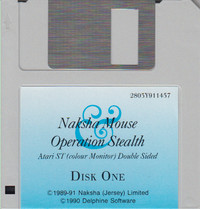 28035911457
Naksha Mouse
&
Operation Stealth
Atari ST (colour Monitor) Double Sided
DISK ONE
©1989-91 Naksha (Jersey) Limited
©1990 Delphine Software